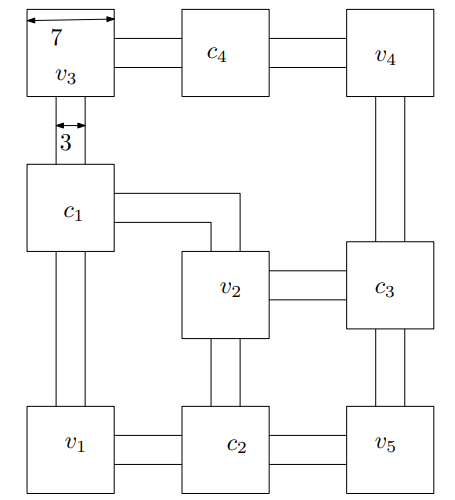 7
v₃
c₄
v₄
3
c₁
v₂
c₃
v₁
c₂
v₅